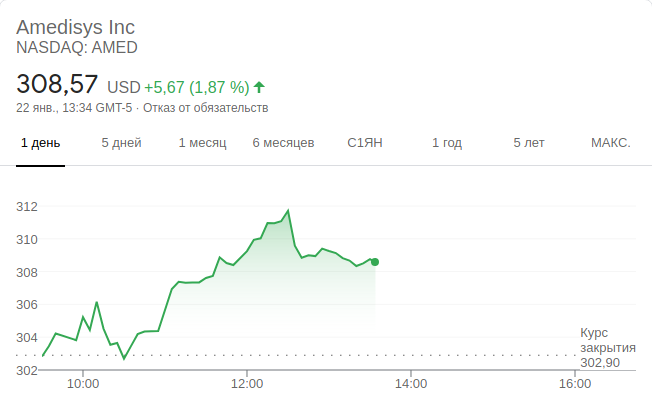 Amedisys Inc
NASDAQ: AMED
308,57 USD +5,67 (1,87 %)
22 янв., 13:34 GMT-5 · Отказ от обязательств
1 день 5 дней 1 месяц 6 месяцев С1ЯН 1 год 5 лет МАКС.
312
310
308
306
304
302
Курс
закрытия
302,90
10:00 12:00 14:00 16:00